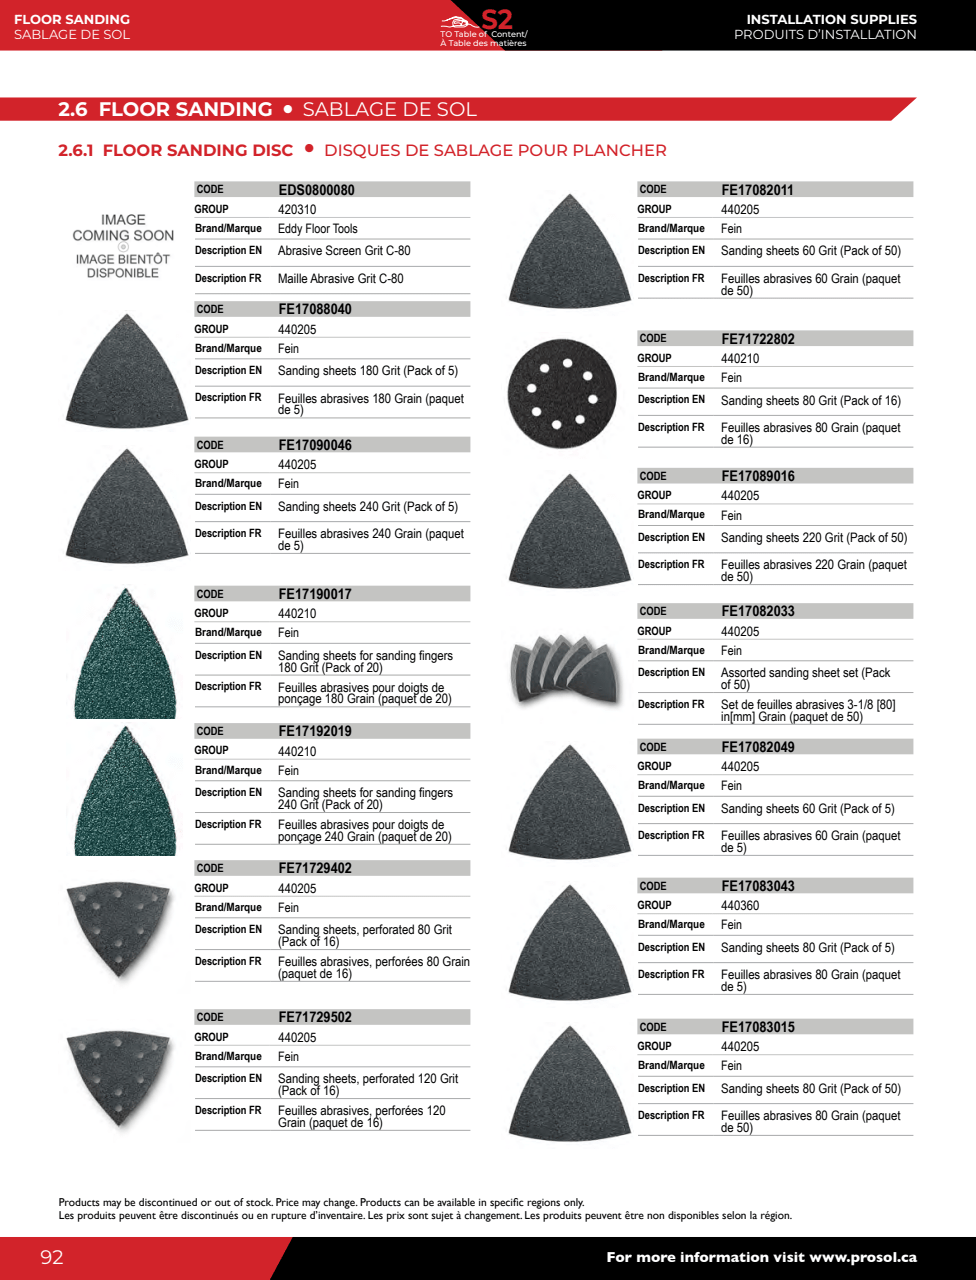 FLOOR SANDING
SABLAGE DE SOL
S2
TO Table of Content/
À Table des matières
INSTALLATION SUPPLIES
PRODUITS D'INSTALLATION
2.6 FLOOR SANDING • SABLAGE DE SOL
2.6.1 FLOOR SANDING DISC • DISQUES DE SABLAGE POUR PLANCHER
IMAGE
COMING SOON
IMAGE BIENTÔT
DISPONIBLE
CODE EDS0800080
GROUP 420310
Brand/Marque Eddy Floor Tools
Description EN Abrasive Screen Grit C-80
Description FR Maille Abrasive Grit C-80
CODE FE17088040
GROUP 440205
Brand/Marque Fein
Description EN Sanding sheets 180 Grit (Pack of 5)
Description FR Feuilles abrasives 180 Grain (paquet
de 5)
CODE FE17090046
GROUP 440205
Brand/Marque Fein
Description EN Sanding sheets 240 Grit (Pack of 5)
Description FR Feuilles abrasives 240 Grain (paquet
de 5)
CODE FE17190017
GROUP 440210
Brand/Marque Fein
Description EN Sanding sheets for sanding fingers
180 Grit (Pack of 20)
Description FR Feuilles abrasives pour doigts de
ponçage 180 Grain (paquet de 20)
CODE FE17192019
GROUP 440210
Brand/Marque Fein
Description EN Sanding sheets for sanding fingers
240 Grit (Pack of 20)
Description FR Feuilles abrasives pour doigts de
ponçage 240 Grain (paquet de 20)
CODE FE71729402
GROUP 440205
Brand/Marque Fein
Description EN Sanding sheets, perforated 80 Grit
(Pack of 16)
Description FR Feuilles abrasives, perforées 80 Grain
(paquet de 16)
CODE FE71729502
GROUP 440205
Brand/Marque Fein
Description EN Sanding sheets, perforated 120 Grit
(Pack of 16)
Description FR Feuilles abrasives, perforées 120
Grain (paquet de 16)
CODE FE17082011
GROUP 440205
Brand/Marque Fein
Description EN Sanding sheets 60 Grit (Pack of 50)
Description FR Feuilles abrasives 60 Grain (paquet
de 50)
CODE FE71722802
GROUP 440210
Brand/Marque Fein
Description EN Sanding sheets 80 Grit (Pack of 16)
Description FR Feuilles abrasives 80 Grain (paquet
de 16)
CODE FE17089016
GROUP 440205
Brand/Marque Fein
Description EN Sanding sheets 220 Grit (Pack of 50)
Description FR Feuilles abrasives 220 Grain (paquet
de 50)
CODE FE17082033
GROUP 440205
Brand/Marque Fein
Description EN Assorted sanding sheet set (Pack
of 50)
Description FR Set de feuilles abrasives 3-1/8 [80]
in[mm] Grain (paquet de 50)
CODE FE17082049
GROUP 440205
Brand/Marque Fein
Description EN Sanding sheets 60 Grit (Pack of 5)
Description FR Feuilles abrasives 60 Grain (paquet
de 5)
CODE FE17083043
GROUP 440360
Brand/Marque Fein
Description EN Sanding sheets 80 Grit (Pack of 5)
Description FR Feuilles abrasives 80 Grain (paquet
de 5)
CODE FE17083015
GROUP 440205
Brand/Marque Fein
Description EN Sanding sheets 80 Grit (Pack of 50)
Description FR Feuilles abrasives 80 Grain (paquet
de 50)
Products may be discontinued or out of stock. Price may change. Products can be available in specific regions only.
Les produits peuvent être discontinués ou en rupture d'inventaire. Les prix sont sujet à changement. Les produits peuvent être non disponibles selon la région.
92
For more information visit www.prosol.ca